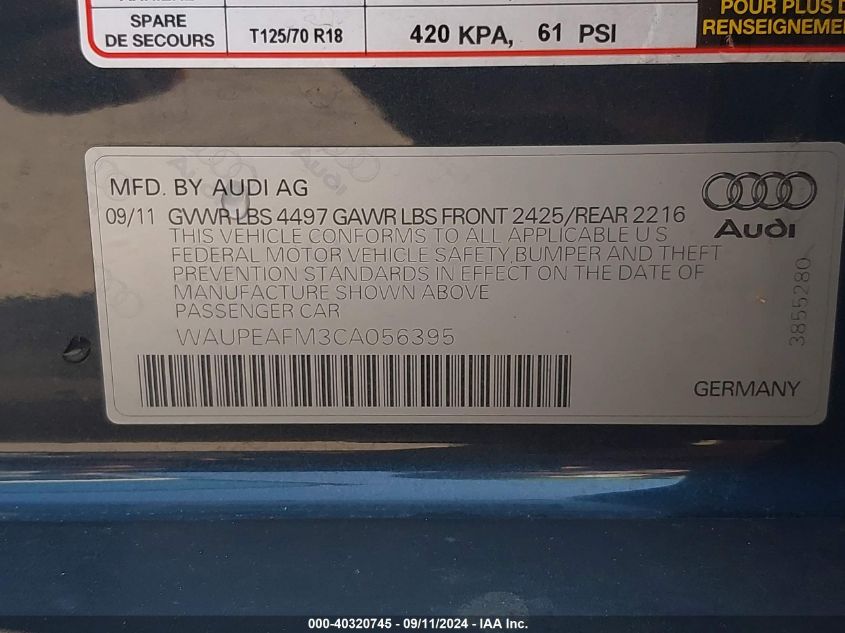 SPARE
DE SECOURS
T125/70 R18
420 KPA, 61 PSI
POUR PLUS D
RENSEIGNEME
MFD. BY AUDI AG
09/11 GVWR LBS 4497 GAWR LBS FRONT 2425/REAR 2216
THIS VEHICLE CONFORMS TO ALL APPLICABLE U S
FEDERAL MOTOR VEHICLE SAFETY,BUMPER AND THEFT
PREVENTION STANDARDS IN EFFECT ON THE DATE OF
MANUFACTURE SHOWN ABOVE
PASSENGER CAR
WAUPEAFM3CA056395
Audi
3855280
GERMANY
000-40320745 - 09/11/2024 - IAA Inc.